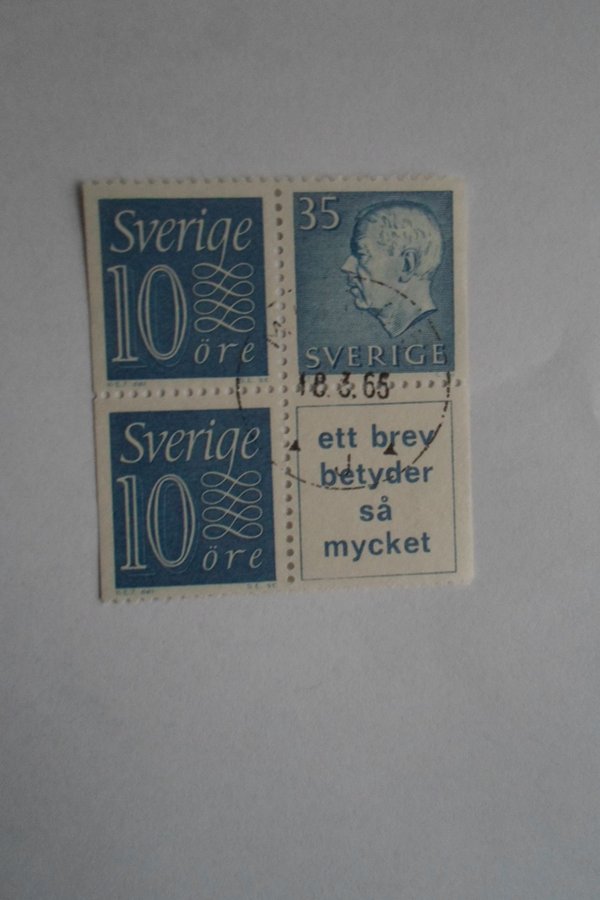 Sverige
10
öre
35
SVERIGE
18.3.65
Sverige
10
öre
ett brev
betyder
så
mycket